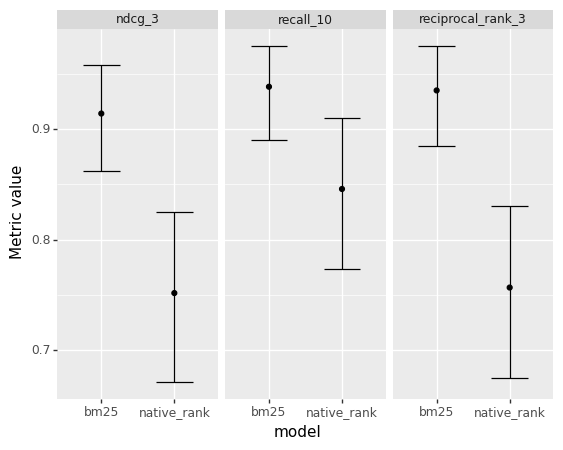 ndcg_3 recall_10 reciprocal_rank_3
Metric value
0.9
0.8
0.7
bm25 native_rank bm25 native_rank bm25 native_rank
model